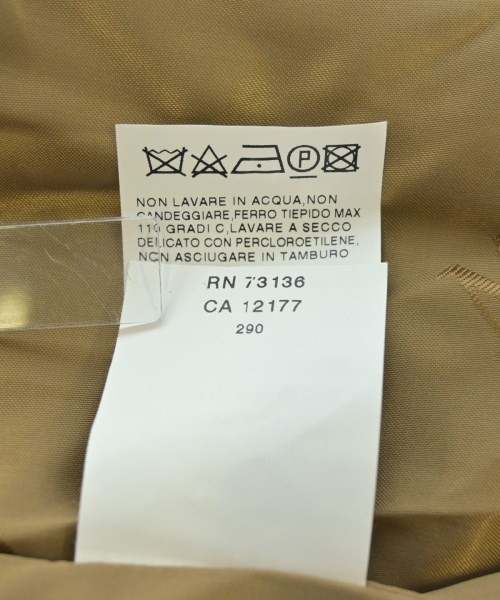 P
NON LAVARE IN ACQUA,NON
CANDEGGIARE,FERRO TIEPIDO MAX
110 GRADI C,LAVARE A SECCO
DELICATO CON PERCLOROETILENE,
NON ASCIUGARE IN TAMBURO
RN 73136
CA 12177
290